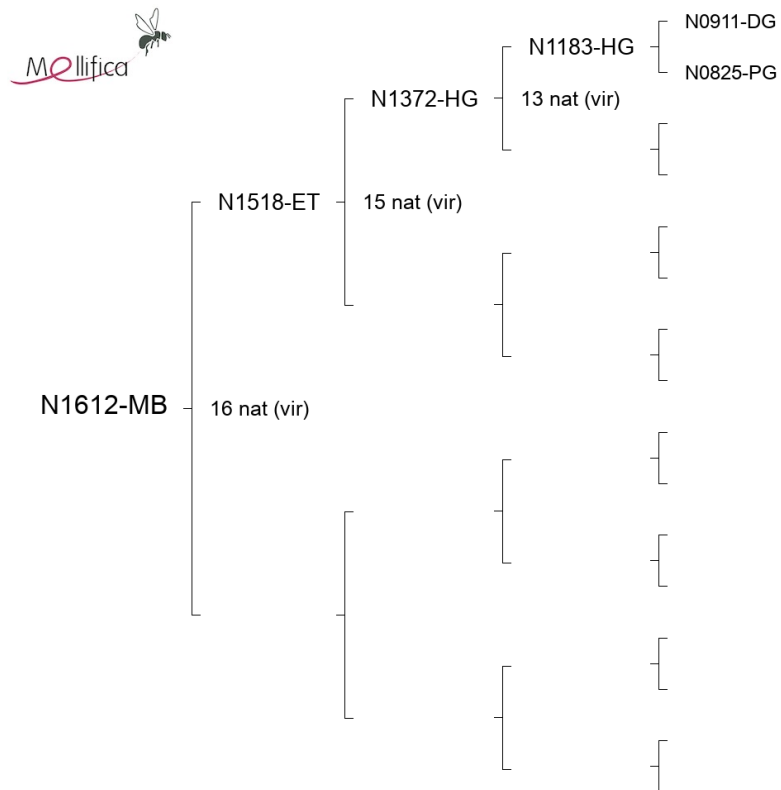 Mellifica
N0911-DG
N1183-HG
N0825-PG
N1372-HG
13 nat (vir)
N1518-ET
15 nat (vir)
N1612-MB
16 nat (vir)